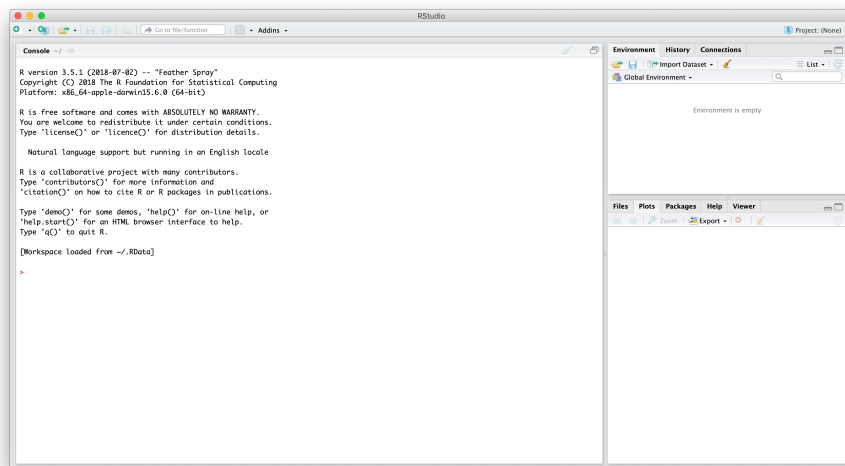 RStudio
Go to file/function
Addins
Project: (None)
Console ~/
R version 3.5.1 (2018-07-02) -- "Feather Spray"
Copyright (C) 2018 The R Foundation for Statistical Computing
Platform: x86_64-apple-darwin15.6.0 (64-bit)
R is free software and comes with ABSOLUTELY NO WARRANTY.
You are welcome to redistribute it under certain conditions.
Type 'license()' or 'licence()' for distribution details.
Natural language support but running in an English locale
R is a collaborative project with many contributors.
Type 'contributors()' for more information and
'citation()' on how to cite R or R packages in publications.
Type 'demo()' for some demos, 'help()' for on-line help, or
'help.start()' for an HTML browser interface to help.
Type 'q()' to quit R.
[Workspace loaded from ~/.RData]
>
Environment History Connections
Import Dataset List
Global Environment
Environment is empty
Files Plots Packages Help Viewer
Zoom Export